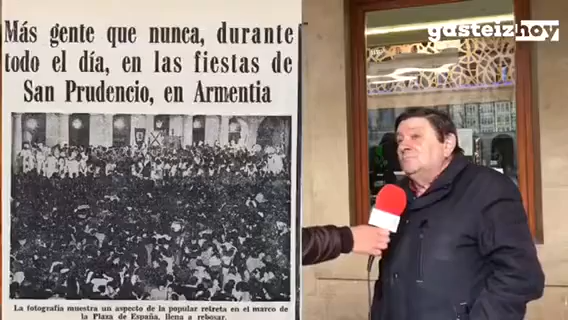 Más gente que nunca, durante
todo el día, en las fiestas de
San Prudencio, en Armentia
La fotografía muestra un aspecto de la popular retreta en el marco de
la Plaza de España, llena a rebosar.
gasteizhoy